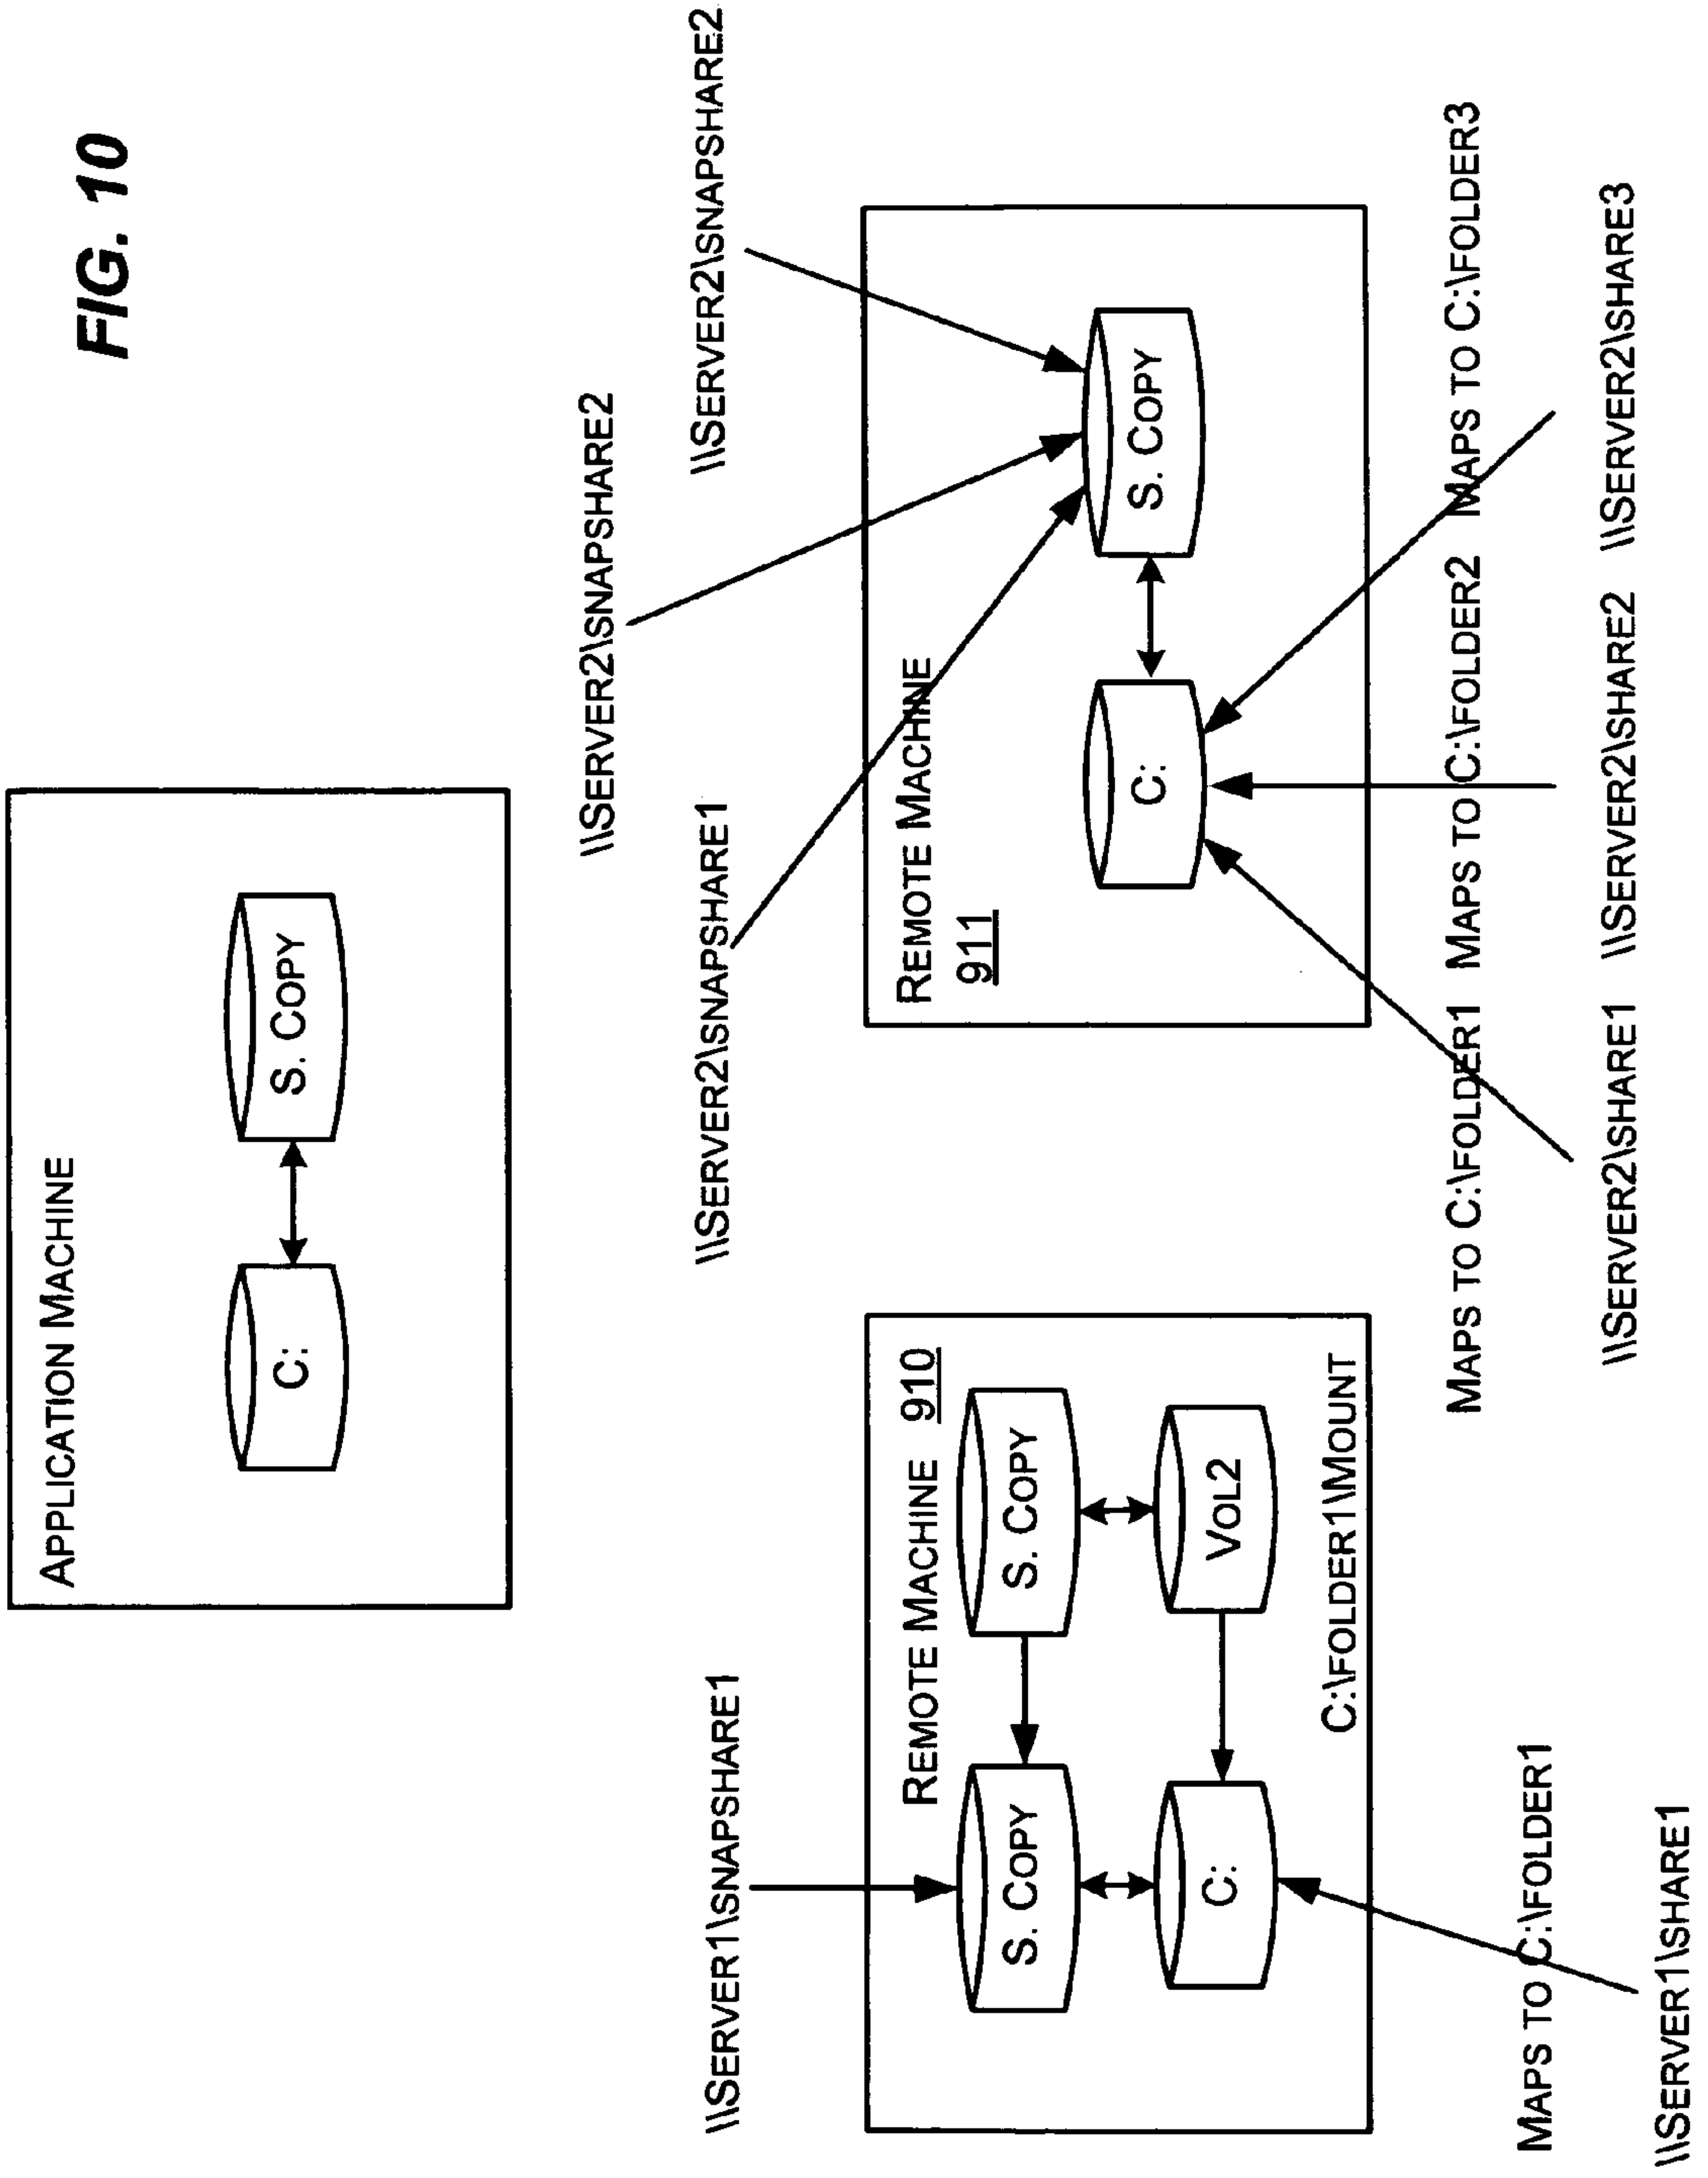 FIG. 10
APPLICATION MACHINE
C:
S. COPY
\\SERVER2\SNAPSHARE2
\\SERVER1\SNAPSHARE1
\\SERVER2\SNAPSHARE1
\\SERVER2\SNAPSHARE2
REMOTE MACHINE 910
S. COPY
S. COPY
C:
VOL2
C:\FOLDER1\MOUNT
REMOTE MACHINE
911
C:
S. COPY
MAPS TO C:\FOLDER1
\\SERVER1\SHARE1
MAPS TO C:\FOLDER1 MAPS TO C:\FOLDER2 MAPS TO C:\FOLDER3
\\SERVER2\SHARE1 \\SERVER2\SHARE2 \\SERVER2\SHARE3